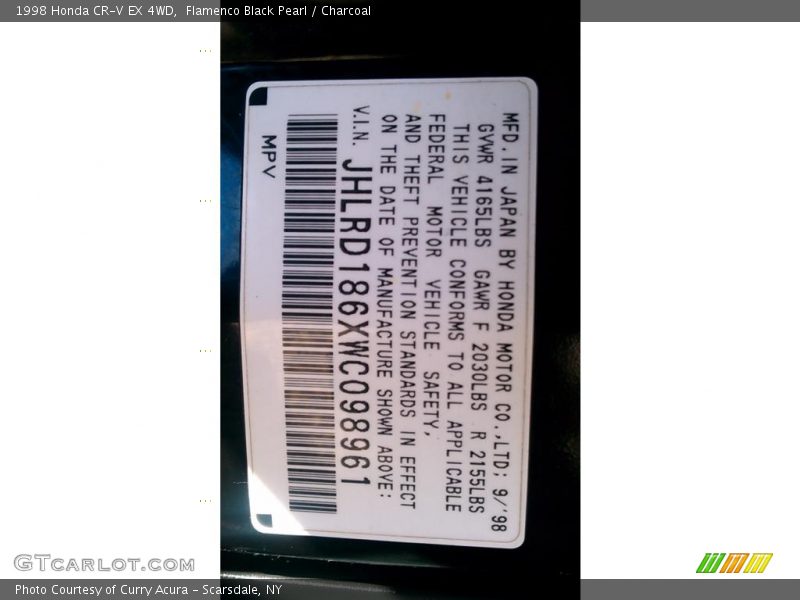 1998 Honda CR-V EX 4WD, Flamenco Black Pearl / Charcoal
MFD. IN JAPAN BY HONDA MOTOR CO.,LTD; 9/'98
GVWR 4165LBS GAWR F 2030LBS R 2155LBS
THIS VEHICLE CONFORMS TO ALL APPLICABLE
FEDERAL MOTOR VEHICLE SAFETY,
AND THEFT PREVENTION STANDARDS IN EFFECT
ON THE DATE OF MANUFACTURE SHOWN ABOVE:
V.I.N. JHLRD186XWC098961
MPV
GTCARLOT.COM
Photo Courtesy of Curry Acura - Scarsdale, NY